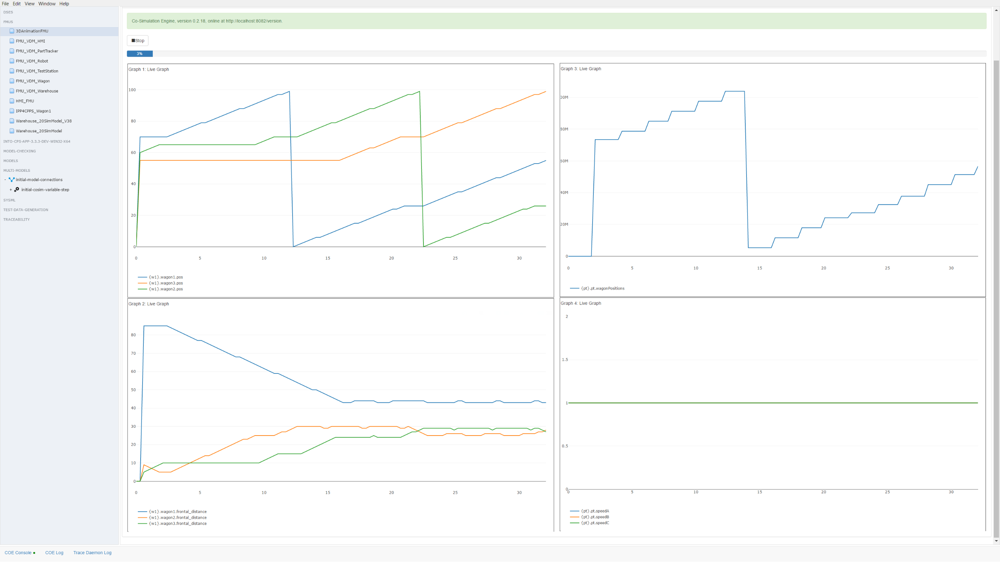 File Edit View Window Help
DSES
FMUS
3DAnimationFMU
FMU_VDM_HMI
FMU_VDM_PartTracker
FMU_VDM_Robot
FMU_VDM_TestStation
FMU_VDM_Wagon
FMU_VDM_Warehouse
HMI_FMU
IPP4CPPS_Wagon1
Warehouse_20SimModel_V38
Warehouse_20SimModel
INTO-CPS-APP-3.3.3-DEV-WIN32-X64
MODEL-CHECKING
MODELS
MULTI-MODELS
- initial-model-connections
+ initial-cosim-variable-step
SYSML
TEST-DATA-GENERATION
TRACEABILITY
Co-Simulation Engine, version 0.2.18, online at http://localhost:8082/version.
Stop
3%
Graph 1: Live Graph
100
80
60
40
20
0
0 5 10 15 20 25 30
{w1}.wagon1.pos
{w1}.wagon3.pos
{w1}.wagon2.pos
Graph 3: Live Graph
00M
80M
60M
40M
20M
0
0 5 10 15 20 25 30
{pt}.pt.wagonPositions
Graph 2: Live Graph
80
70
60
50
40
30
20
10
0
0 5 10 15 20 25 30
{w1}.wagon1.frontal_distance
{w1}.wagon2.frontal_distance
{w1}.wagon3.frontal_distance
Graph 4: Live Graph
2
1.5
1
0.5
0
0 5 10 15 20 25 30
{pt}.pt.speedA
{pt}.pt.speedB
{pt}.pt.speedC
COE Console COE Log Trace Daemon Log